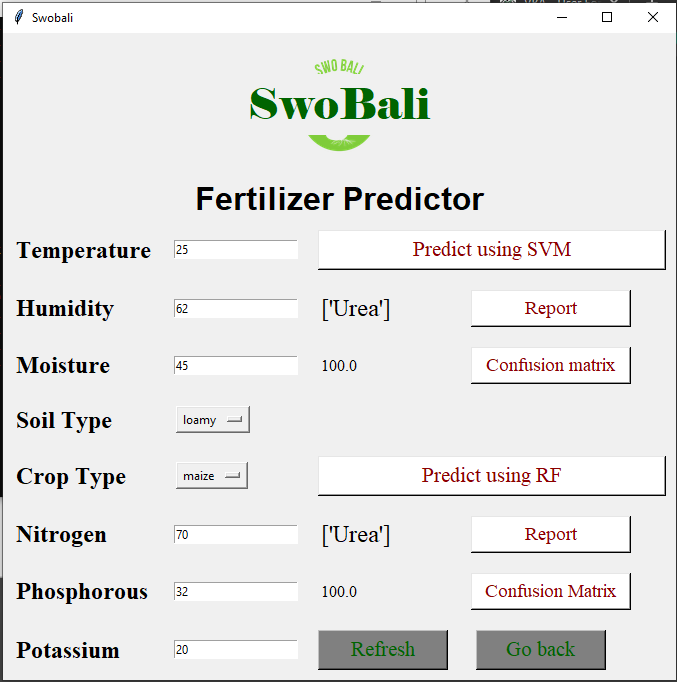 Swobali
SWO BALI
SwoBali
Fertilizer Predictor
Temperature 25 Predict using SVM
Humidity 62 ['Urea'] Report
Moisture 45 100.0 Confusion matrix
Soil Type loamy
Crop Type maize Predict using RF
Nitrogen 70 ['Urea'] Report
Phosphorous 32 100.0 Confusion Matrix
Potassium 20 Refresh Go back